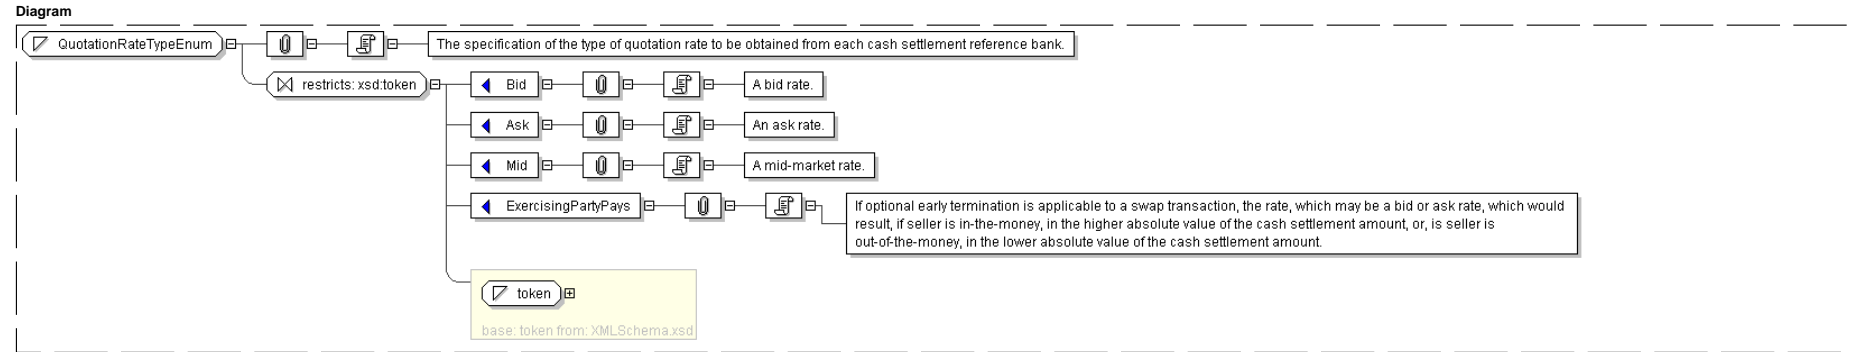 Diagram
QuotationRateTypeEnum
The specification of the type of quotation rate to be obtained from each cash settlement reference bank.
restricts: xsd:token
Bid
A bid rate.
Ask
An ask rate.
Mid
A mid-market rate.
ExercisingPartyPays
If optional early termination is applicable to a swap transaction, the rate, which may be a bid or ask rate, which would
result, if seller is in-the-money, in the higher absolute value of the cash settlement amount, or, is seller is
out-of-the-money, in the lower absolute value of the cash settlement amount.
token
base: token from: XMLSchema.xsd